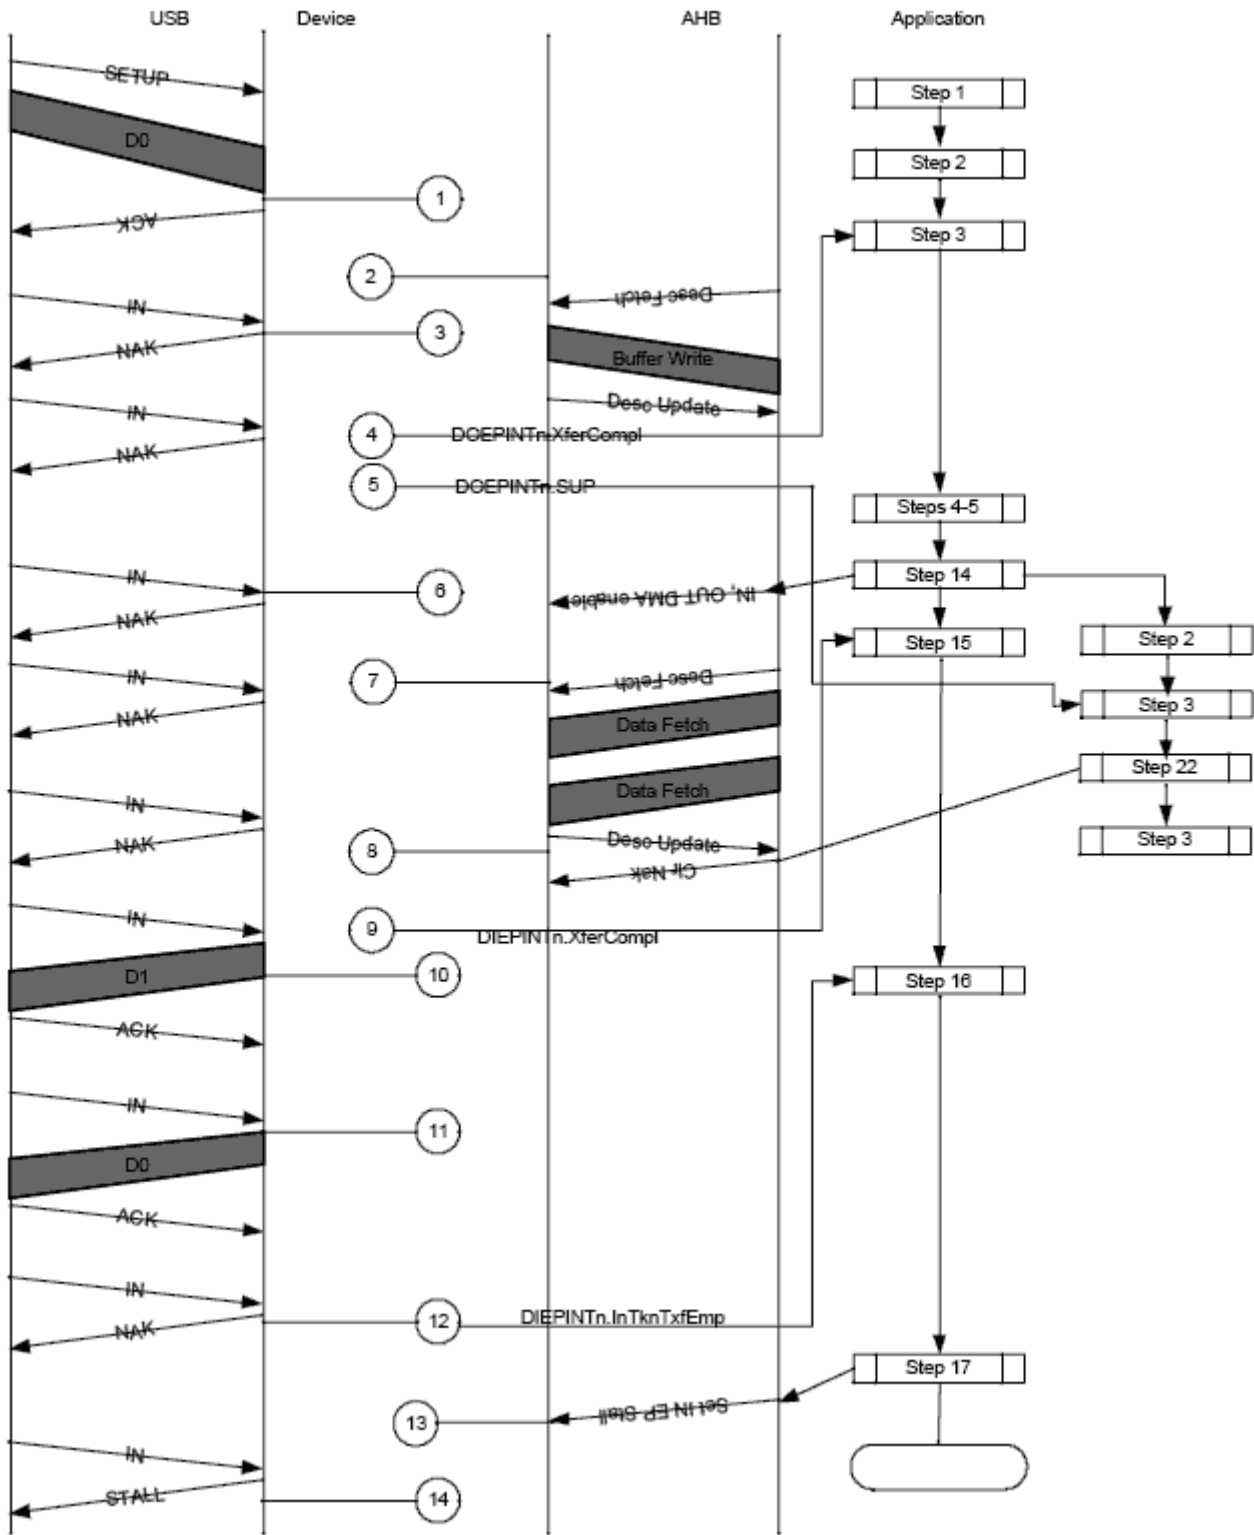 USB Device AHB Application
SETUP
Step 1
D0
Step 2
1
ACK
Step 3
2
Desc Fetch
IN
3
NAK
Buffer Write
IN
Desc Update
4
DOEPINTn.XferCompl
NAK
5
DOEPINTn.SUP
Steps 4-5
IN
Step 14
6
IN, OUT DMA enable
NAK
Step 15
Step 2
IN
7
Desc Fetch
Step 3
NAK
Data Fetch
Step 22
Data Fetch
IN
NAK
8
Desc Update
Step 3
Clr Nak
IN
9
DIEPINTn.XferCompl
D1
10
Step 16
ACK
IN
11
D0
ACK
IN
12
DIEPINTn.InTknTxfEmp
NAK
Step 17
Set IN EP Stall
13
IN
STALL
14